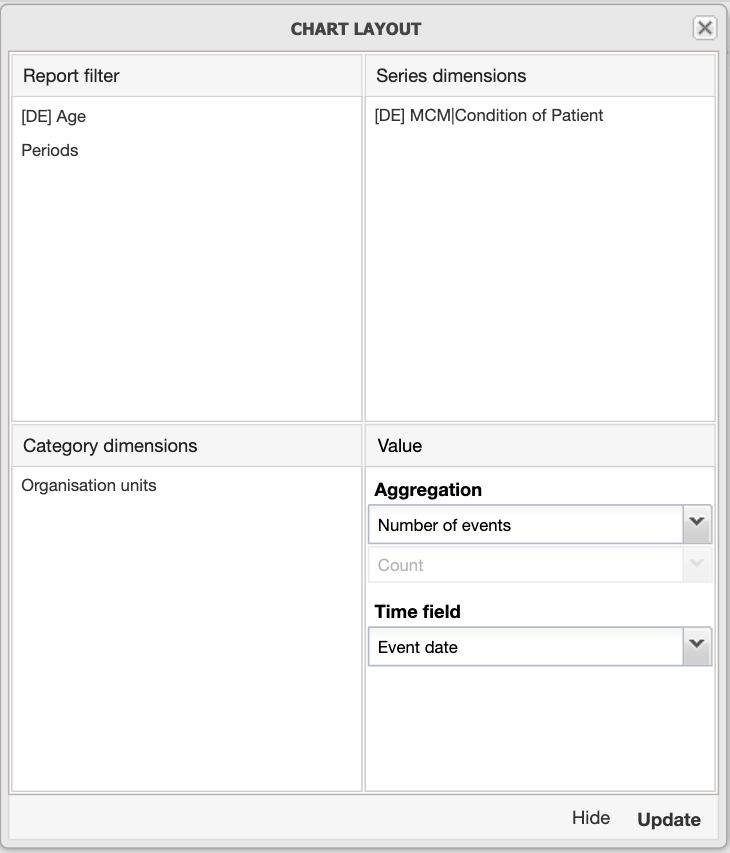 CHART LAYOUT
Report filter
[DE] Age
Periods
Series dimensions
[DE] MCM|Condition of Patient
Category dimensions
Organisation units
Value
Aggregation
Number of events
Count
Time field
Event date
Hide
Update